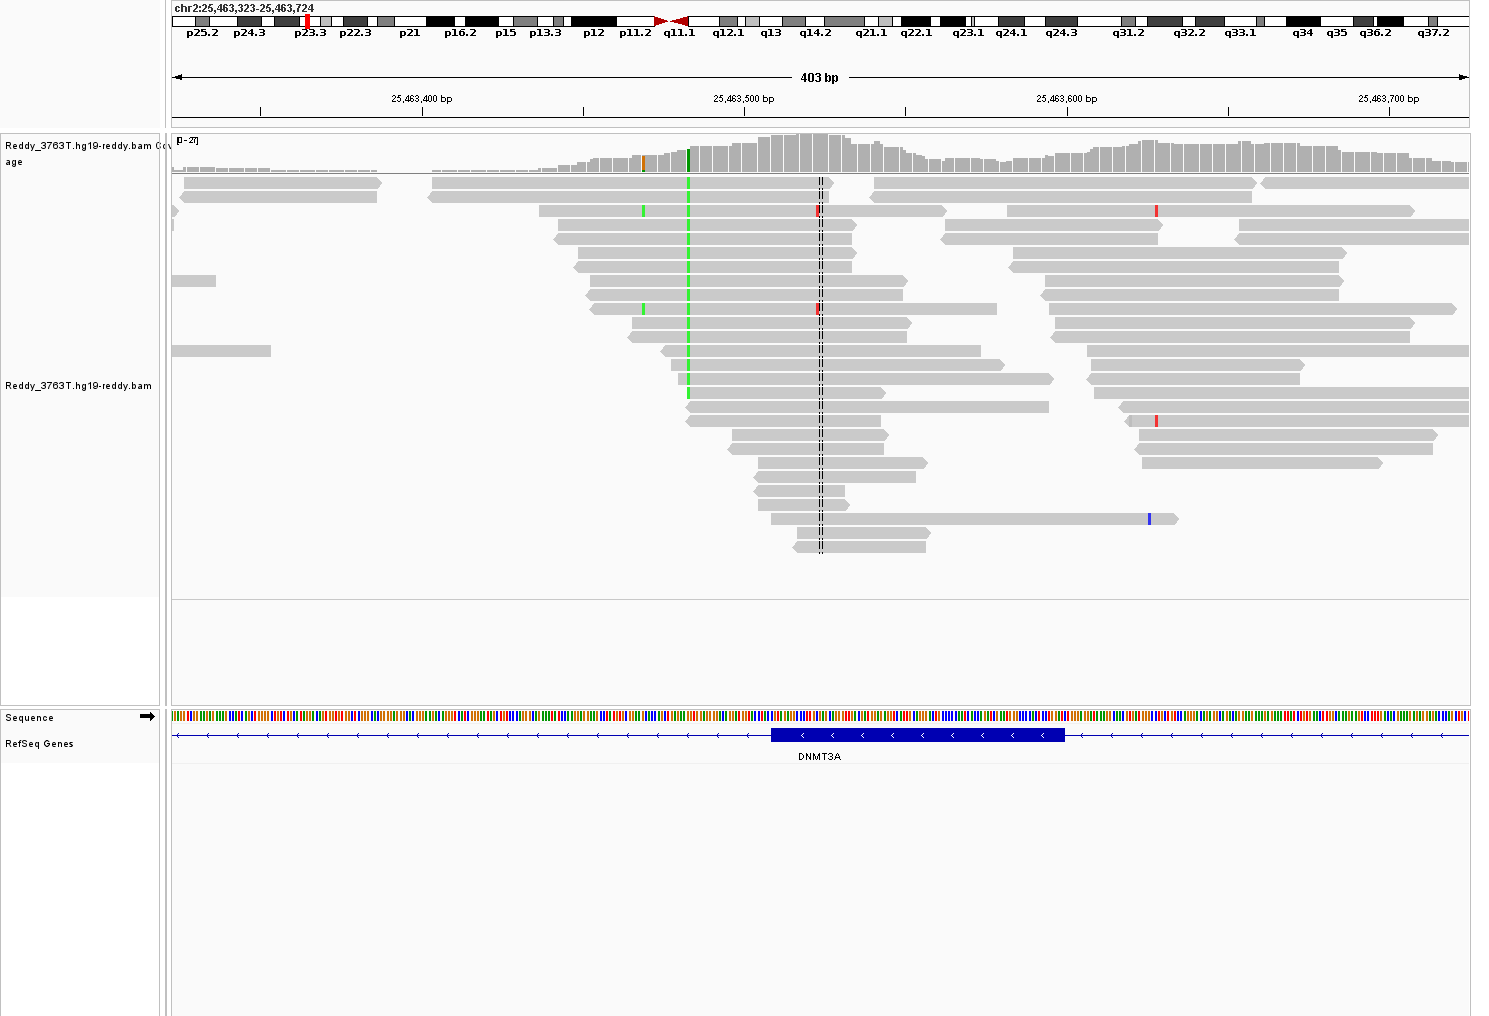 chr2:25,463,323-25,463,724
p25.2 p24.3 p23.3 p22.3 p21 p16.2 p15 p13.3 p12 p11.2 q11.1 q12.1 q13 q14.2 q21.1 q22.1 q23.1 q24.1 q24.3 q31.2 q32.2 q33.1 q34 q35 q36.2 q37.2
403 bp
25,463,400 bp 25,463,500 bp 25,463,600 bp 25,463,700 bp
[0 - 27]
Reddy_3763T.hg19-reddy.bam Cov
age
Reddy_3763T.hg19-reddy.bam
Sequence
RefSeq Genes
DNMT3A